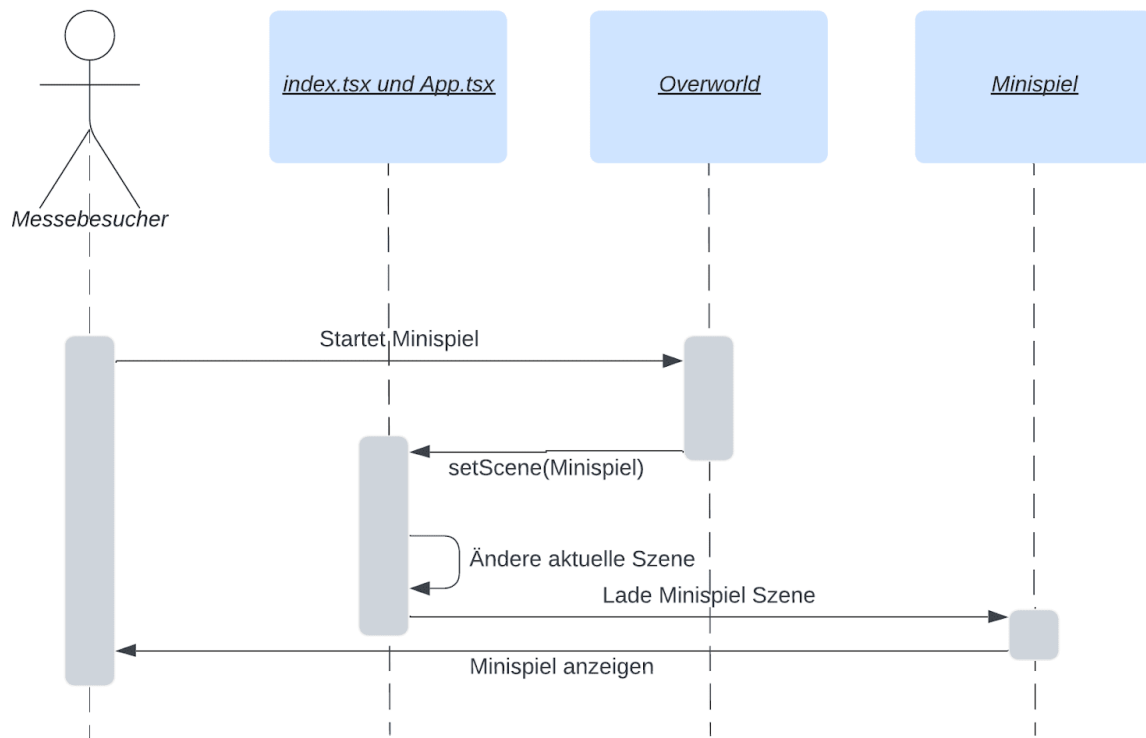 index.tsx und App.tsx
Overworld
Minispiel
Messebesucher
Startet Minispiel
setScene(Minispiel)
Ändere aktuelle Szene
Lade Minispiel Szene
Minispiel anzeigen